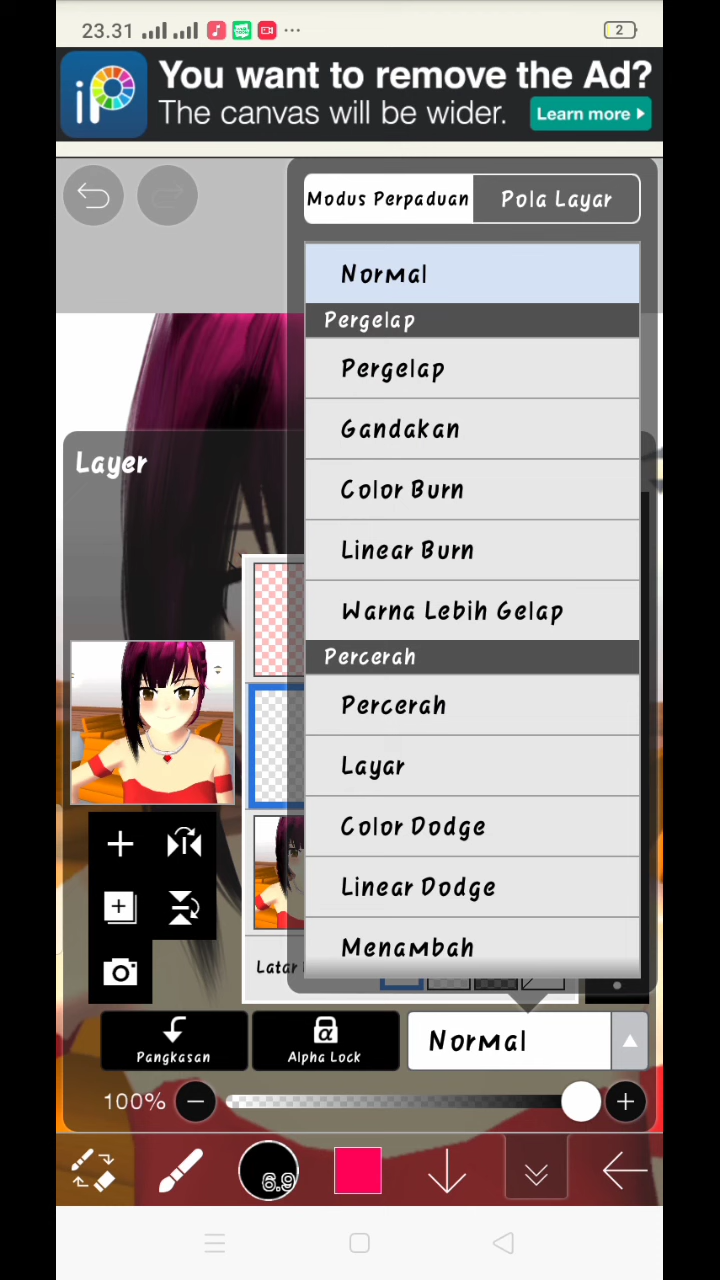 23.31
2
iP
You want to remove the Ad?
The canvas will be wider.
Learn more
Modus Perpaduan
Pola Layar
Normal
Pergelap
Pergelap
Gandakan
Color Burn
Linear Burn
Warna Lebih Gelap
Percerah
Percerah
Layar
Color Dodge
Linear Dodge
Menambah
Layer
Latar
Pangkasan
α
Alpha Lock
Normal
100%
6.9